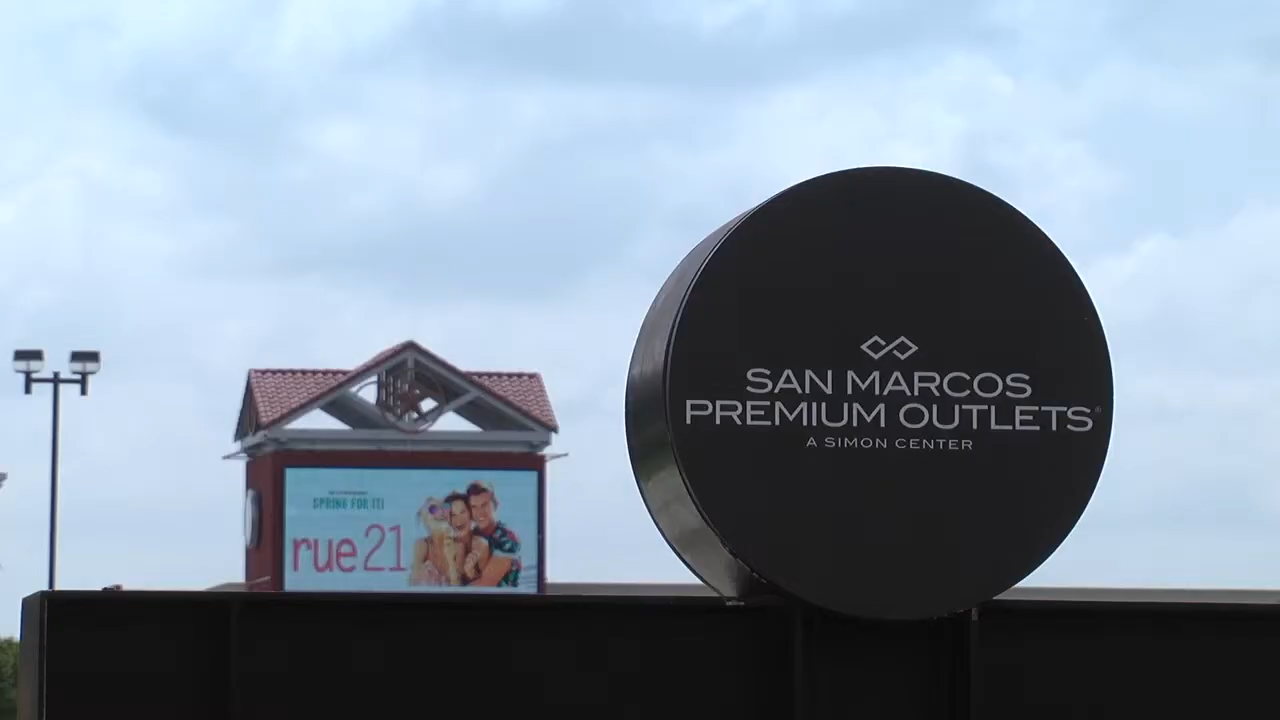 SPRING FOR IT!
rue21
SAN MARCOS
PREMIUM OUTLETS®
A SIMON CENTER